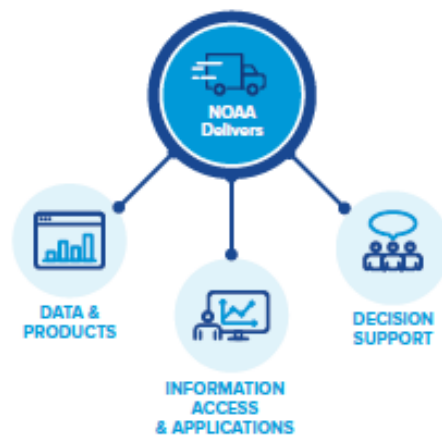 NOAA
Delivers
DATA &
PRODUCTS
INFORMATION
ACCESS
& APPLICATIONS
DECISION
SUPPORT